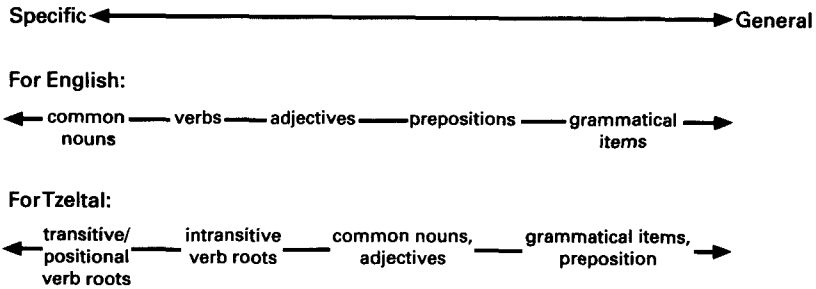 Specific General
For English:
common verbs adjectives prepositions grammatical
nouns items
For Tzeltal:
transitive/ intransitive common nouns, grammatical items,
positional verb roots adjectives preposition
verb roots